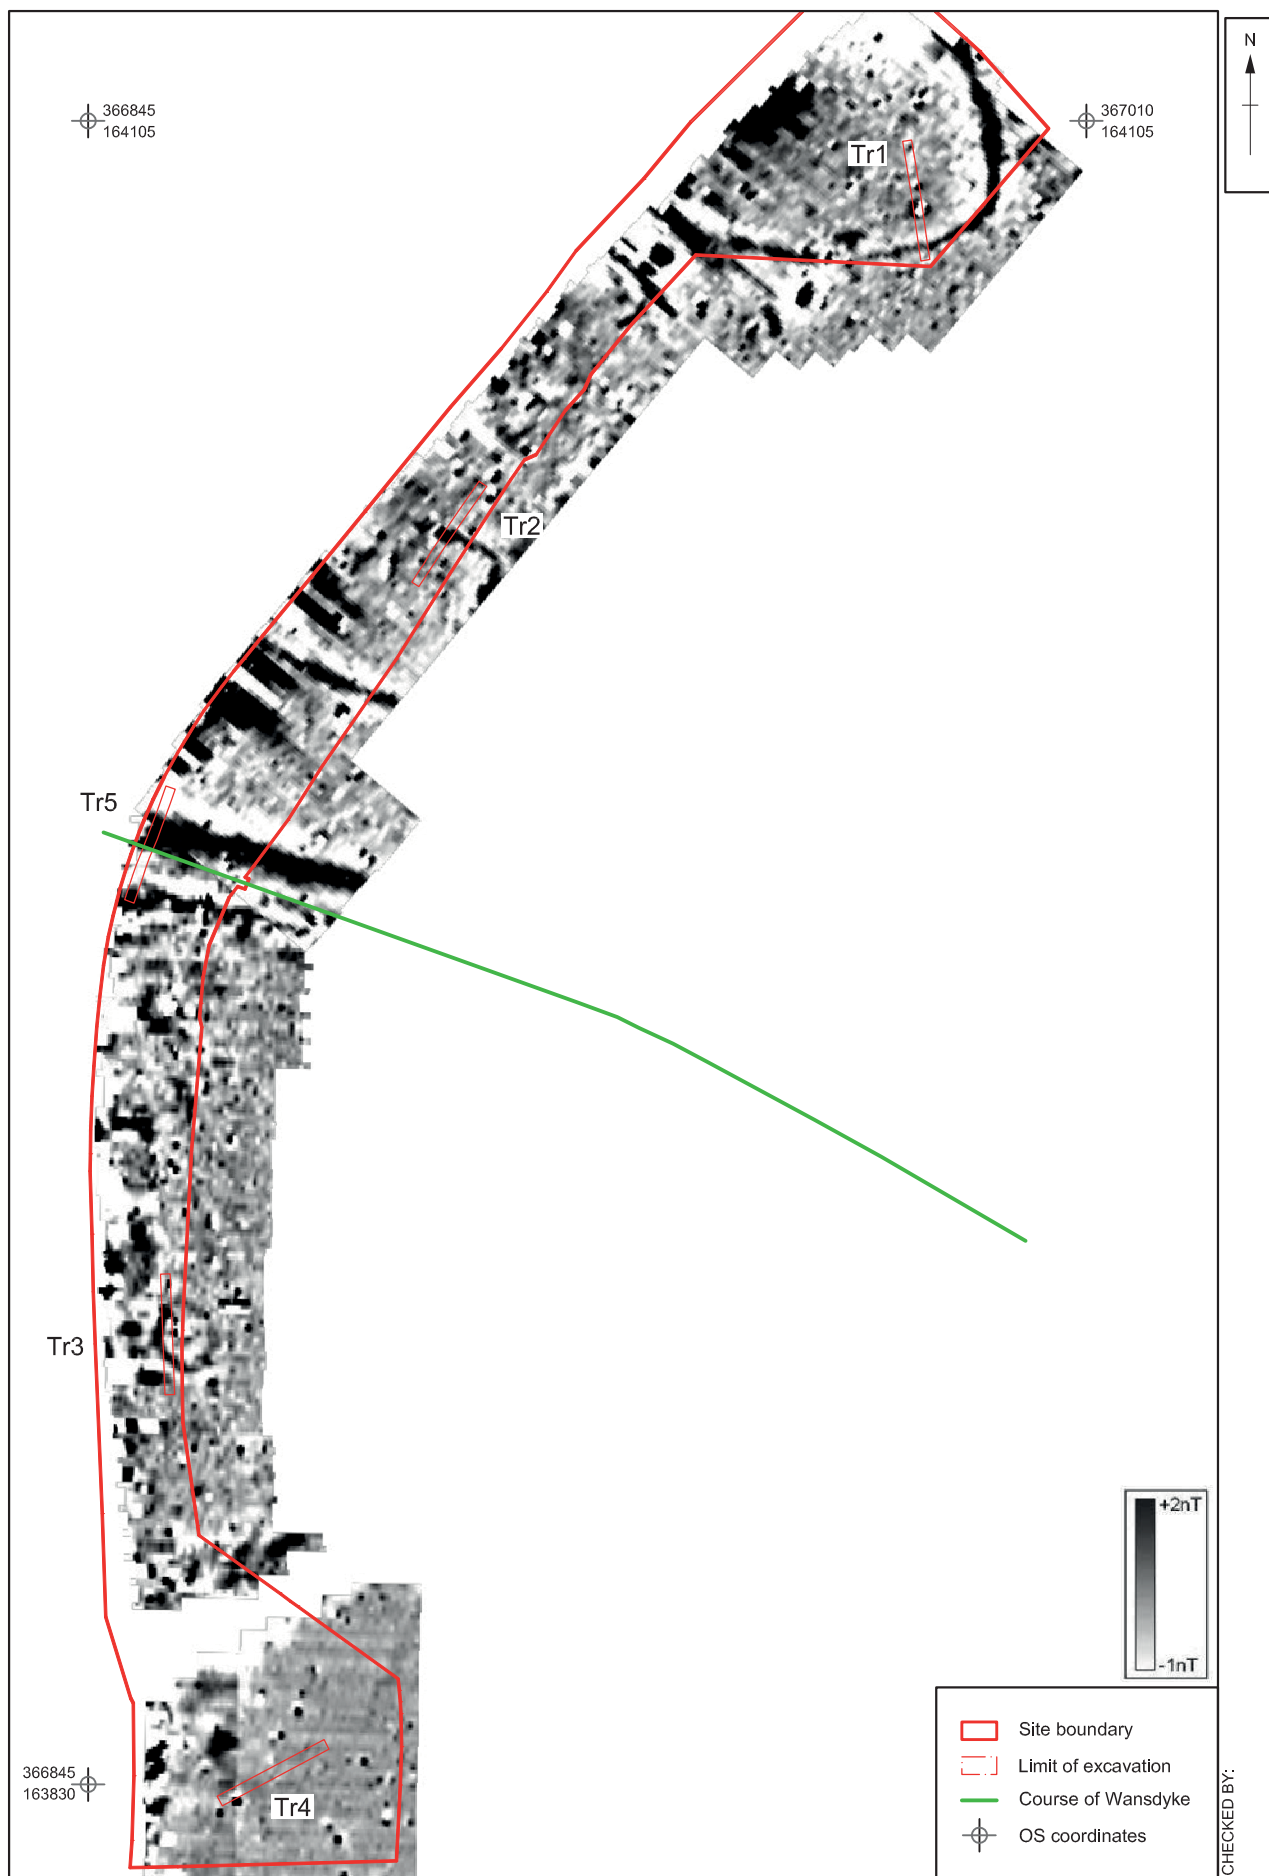 N
366845
164105
367010
164105
Tr1
Tr2
Tr5
Tr3
+2nT
-1nT
Site boundary
Limit of excavation
Course of Wansdyke
OS coordinates
366845
163830
Tr4
CHECKED BY: